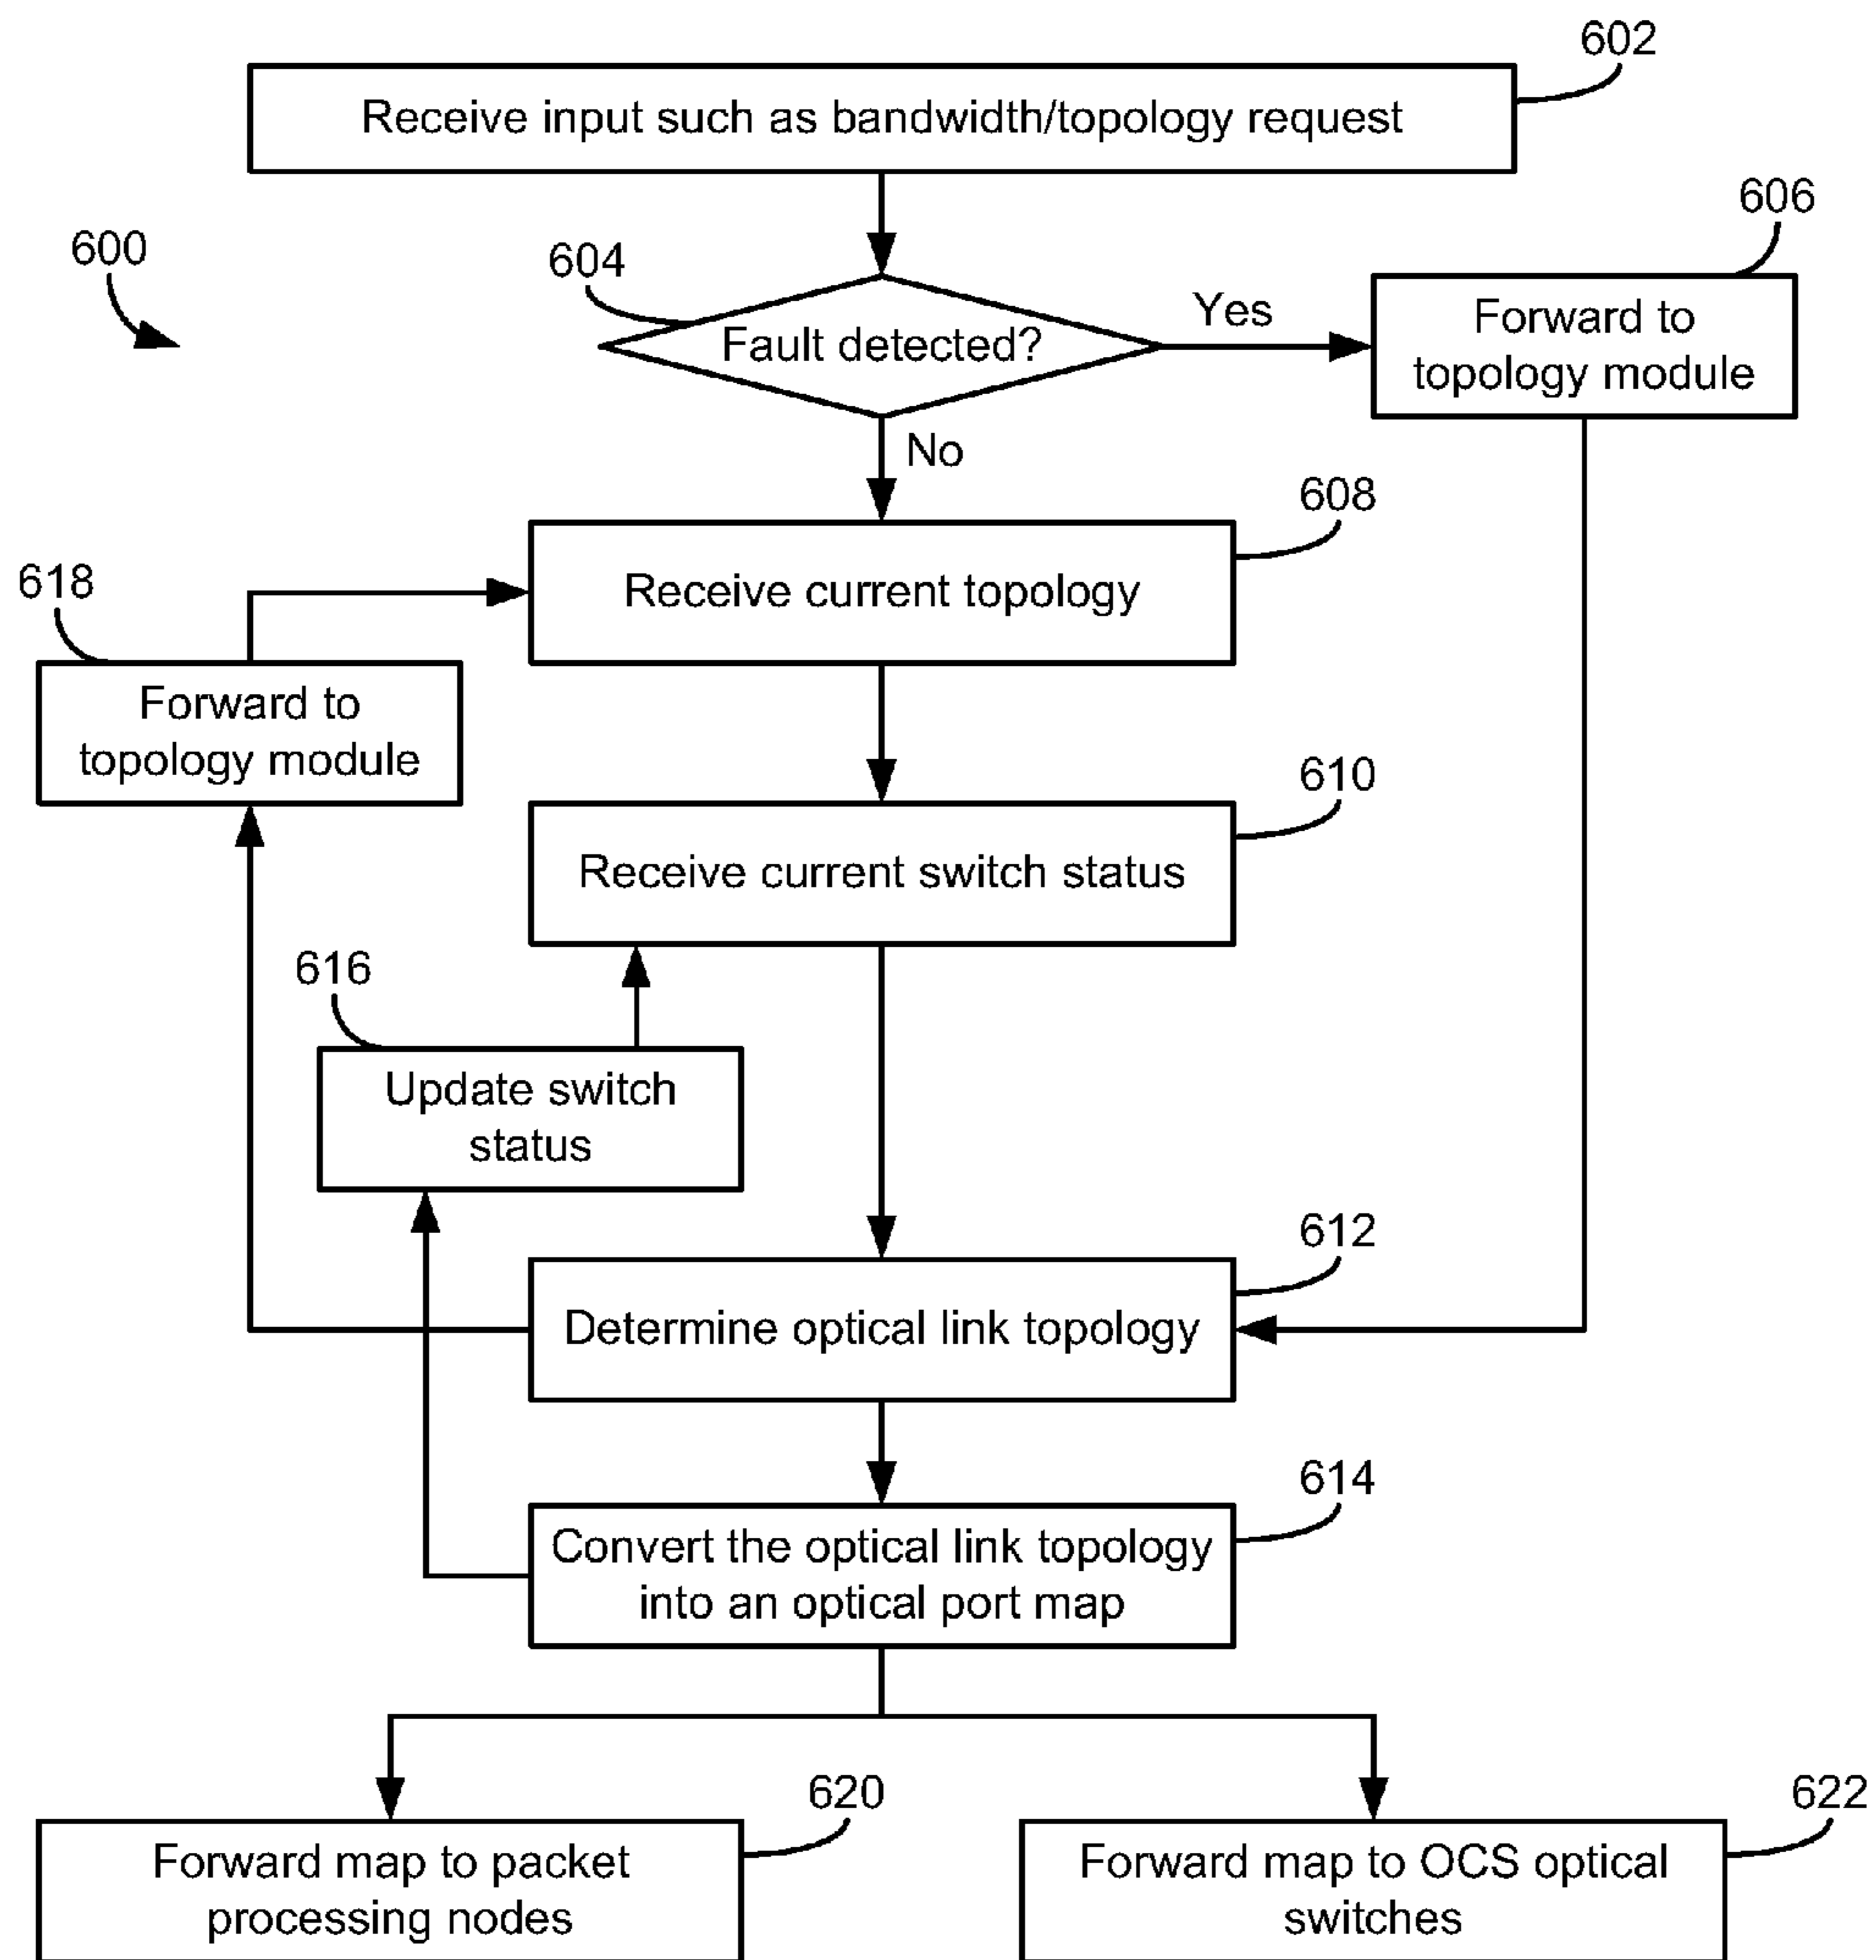 602
Receive input such as bandwidth/topology request
606
600
604
Yes
Fault detected?
Forward to
topology module
No
608
Receive current topology
618
Forward to
topology module
610
Receive current switch status
616
Update switch
status
612
Determine optical link topology
614
Convert the optical link topology
into an optical port map
620
622
Forward map to packet
processing nodes
Forward map to OCS optical
switches